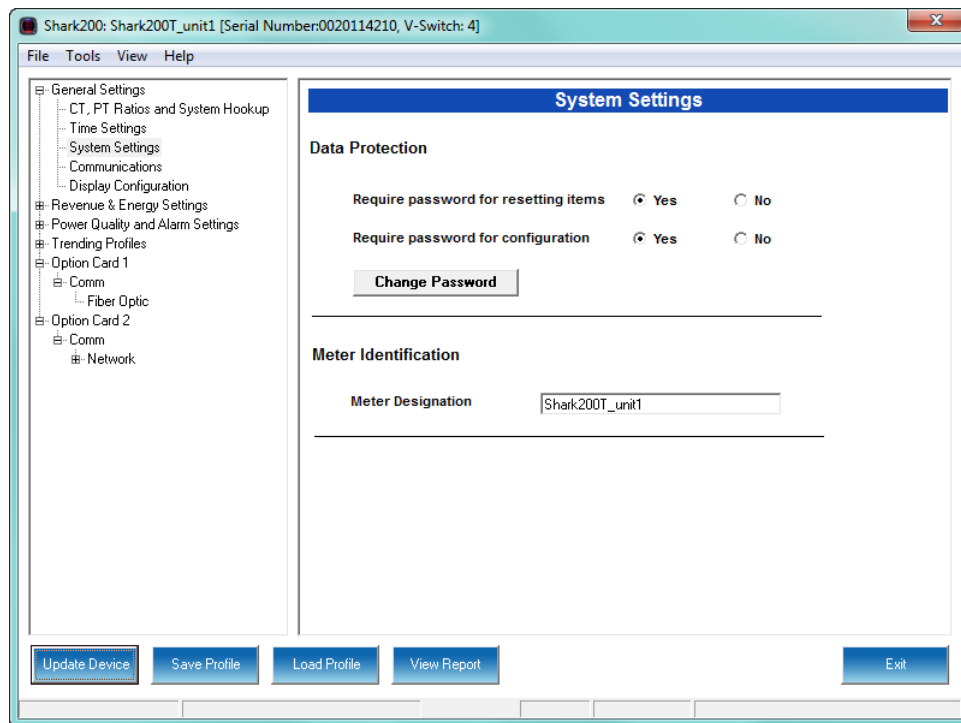 Shark200: Shark200T_unit1 [Serial Number:0020114210, V-Switch: 4]
File Tools View Help
General Settings
CT, PT Ratios and System Hookup
Time Settings
System Settings
Communications
Display Configuration
Revenue & Energy Settings
Power Quality and Alarm Settings
Trending Profiles
Option Card 1
Comm
Fiber Optic
Option Card 2
Comm
Network
System Settings
Data Protection
Require password for resetting items Yes No
Require password for configuration Yes No
Change Password
Meter Identification
Meter Designation Shark200T_unit1
Update Device Save Profile Load Profile View Report Exit